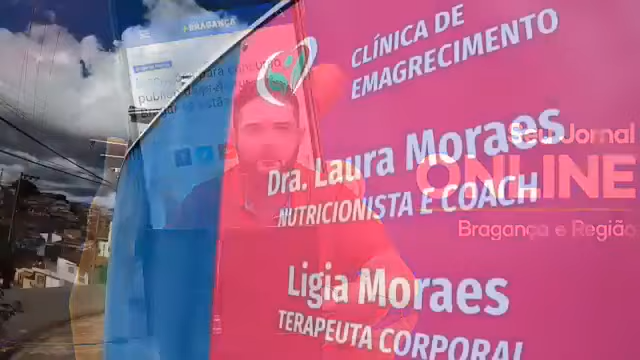 +BRAGANÇA
CLÍNICA DE
EMAGRECIMENTO
Dra. Laura Moraes
NUTRICIONISTA E COACH
Ligia Moraes
TERAPEUTA CORPORAL
Seu Jornal
ONLINE
Bragança e Região